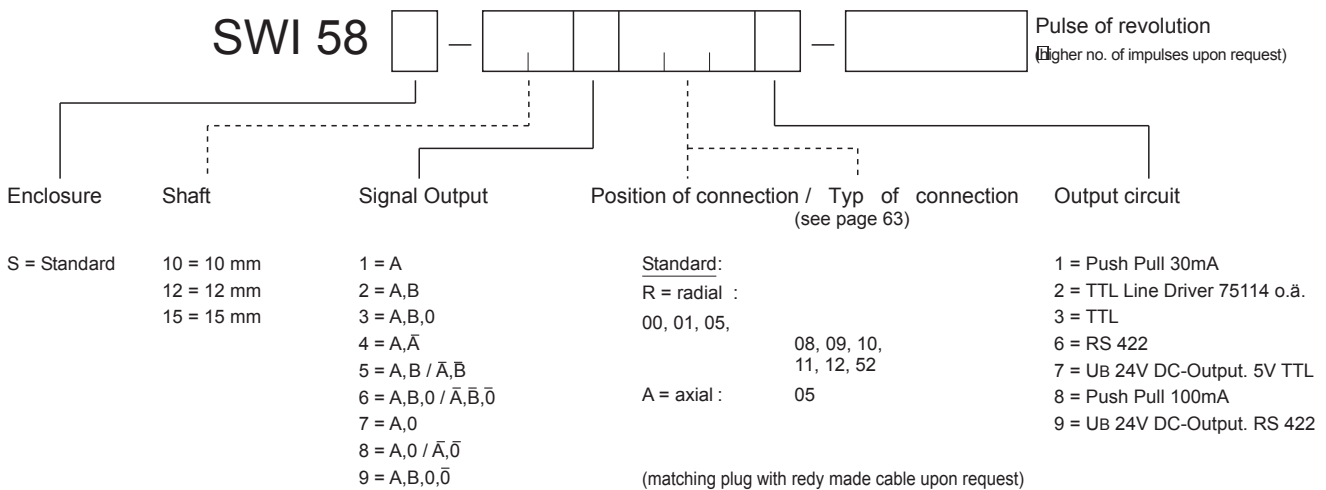 SWI 58 — —
Pulse of revolution
(higher no. of impulses upon request)
Enclosure
S = Standard
Shaft
10 = 10 mm
12 = 12 mm
15 = 15 mm
Signal Output
1 = A
2 = A,B
3 = A,B,0
4 = A,A̅
5 = A,B / A̅,B̅
6 = A,B,0 / A̅,B̅,0̅
7 = A,0
8 = A,0 / A̅,0̅
9 = A,B,0,0̅
Position of connection / Typ of connection
(see page 63)
Standard:
R = radial :
00, 01, 05,
08, 09, 10,
11, 12, 52
A = axial : 05
(matching plug with redy made cable upon request)
Output circuit
1 = Push Pull 30mA
2 = TTL Line Driver 75114 o.ä.
3 = TTL
6 = RS 422
7 = UB 24V DC-Output. 5V TTL
8 = Push Pull 100mA
9 = UB 24V DC-Output. RS 422